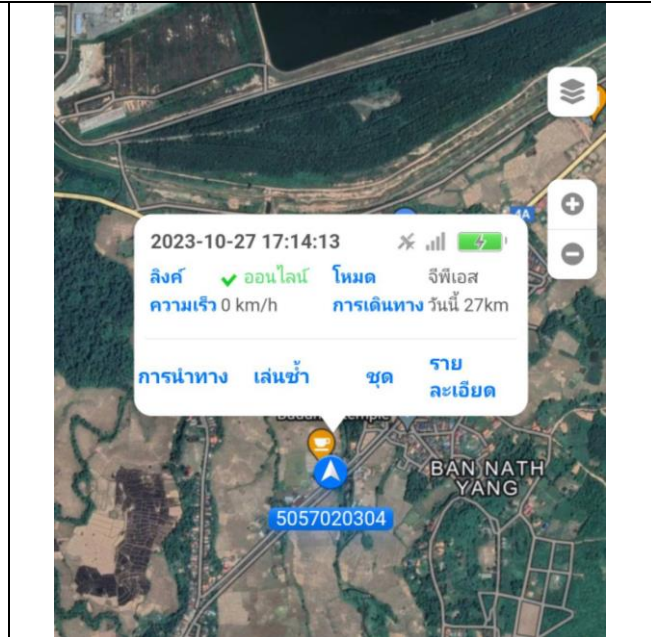 4A
2023-10-27 17:14:13
ลิงค์ ออนไลน์ โหมด จีพีเอส
ความเร็ว 0 km/h การเดินทาง วันนี้ 27km
การนำทาง เล่นซ้ำ ชุด ราย
ละเอียด
BAN NATH
YANG
5057020304